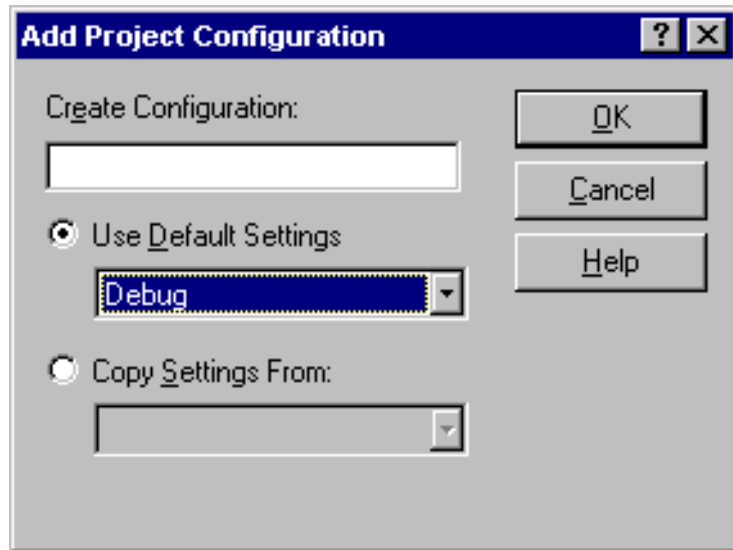 Add Project Configuration
Create Configuration:
OK
Cancel
Use Default Settings
Help
Debug
Copy Settings From: